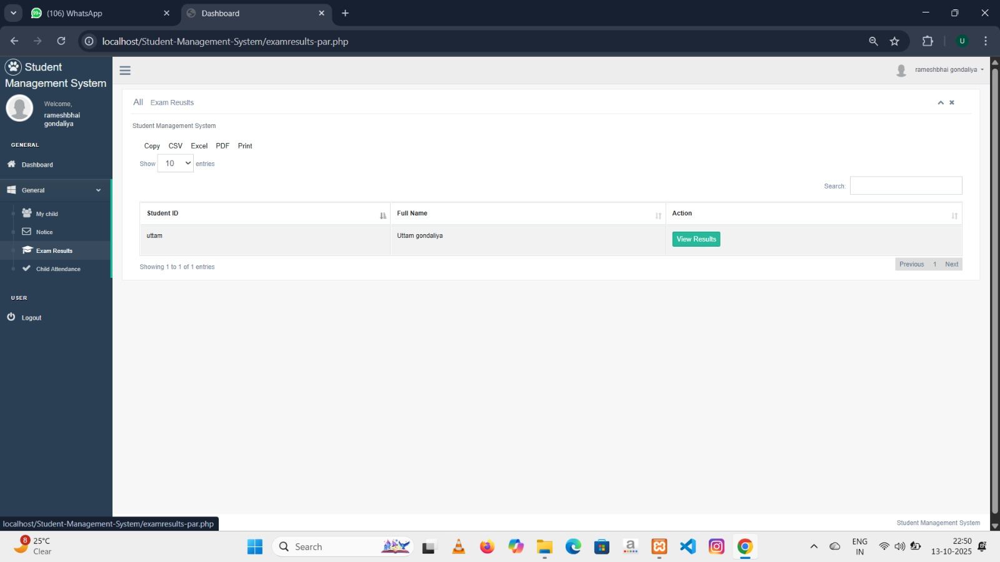 (106) WhatsApp
Dashboard
localhost/Student-Management-System/examresults-par.php
U
Student
Management System
Welcome,
rameshbhai
gondaliya
GENERAL
Dashboard
General
My child
Notice
Exam Results
Child Attendance
USER
Logout
rameshbhai gondaliya
All Exam Reuslts
Student Management System
Copy CSV Excel PDF Print
Show 10 entries
Search:
Student ID Full Name Action
uttam Uttam gondaliya View Results
Showing 1 to 1 of 1 entries
Previous 1 Next
localhost/Student-Management-System/examresults-par.php
Student Management System
8
25°C
Clear
Search
a
ENG
IN
22:50
13-10-2025